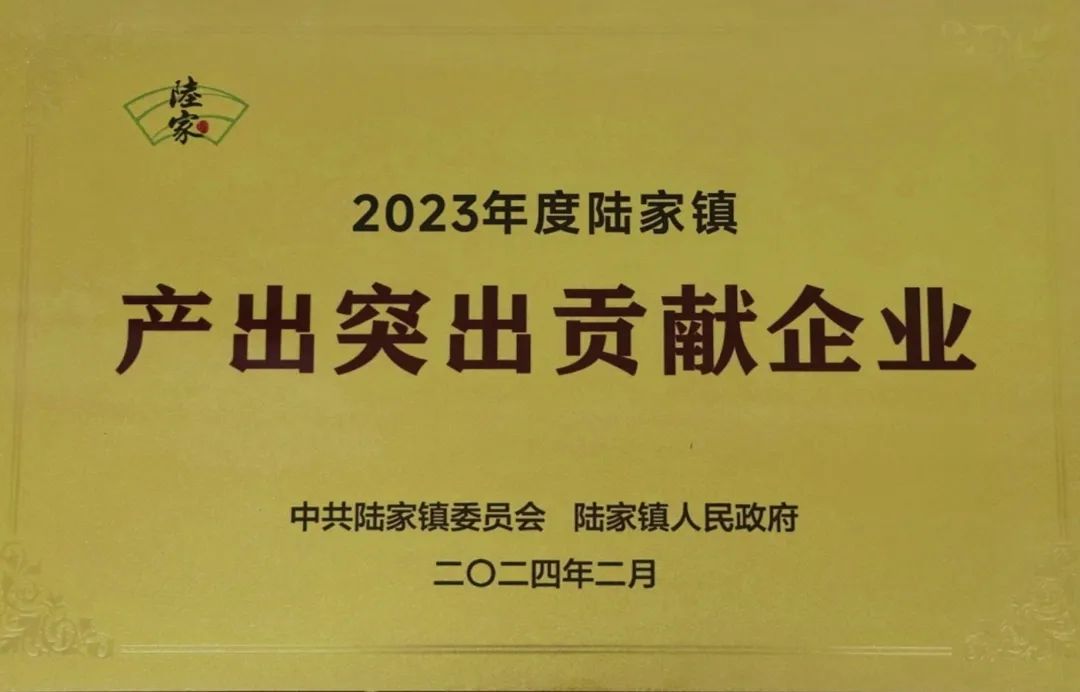 陸家
2023年度陆家镇
产出突出贡献企业
中共陆家镇委员会 陆家镇人民政府
二〇二四年二月